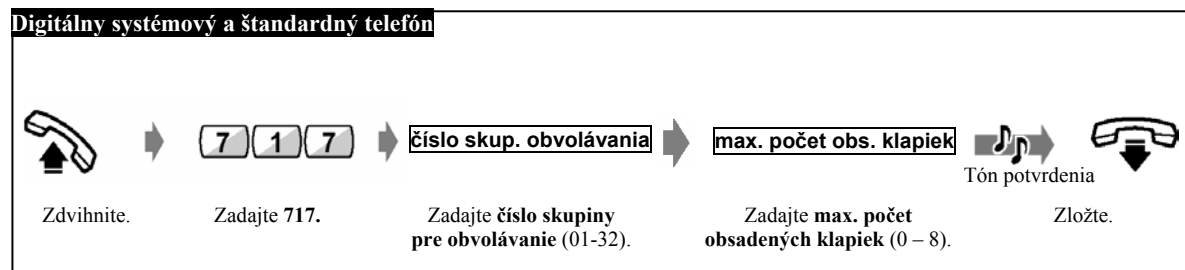 Digitálny systémový a štandardný telefón
7 1 7
číslo skup. obvolávania
max. počet obs. klapiek
Tón potvrdenia
Zdvihnite.
Zadajte 717.
Zadajte číslo skupiny
pre obvolávanie (01-32).
Zadajte max. počet
obsadených klapiek (0 – 8).
Zložte.